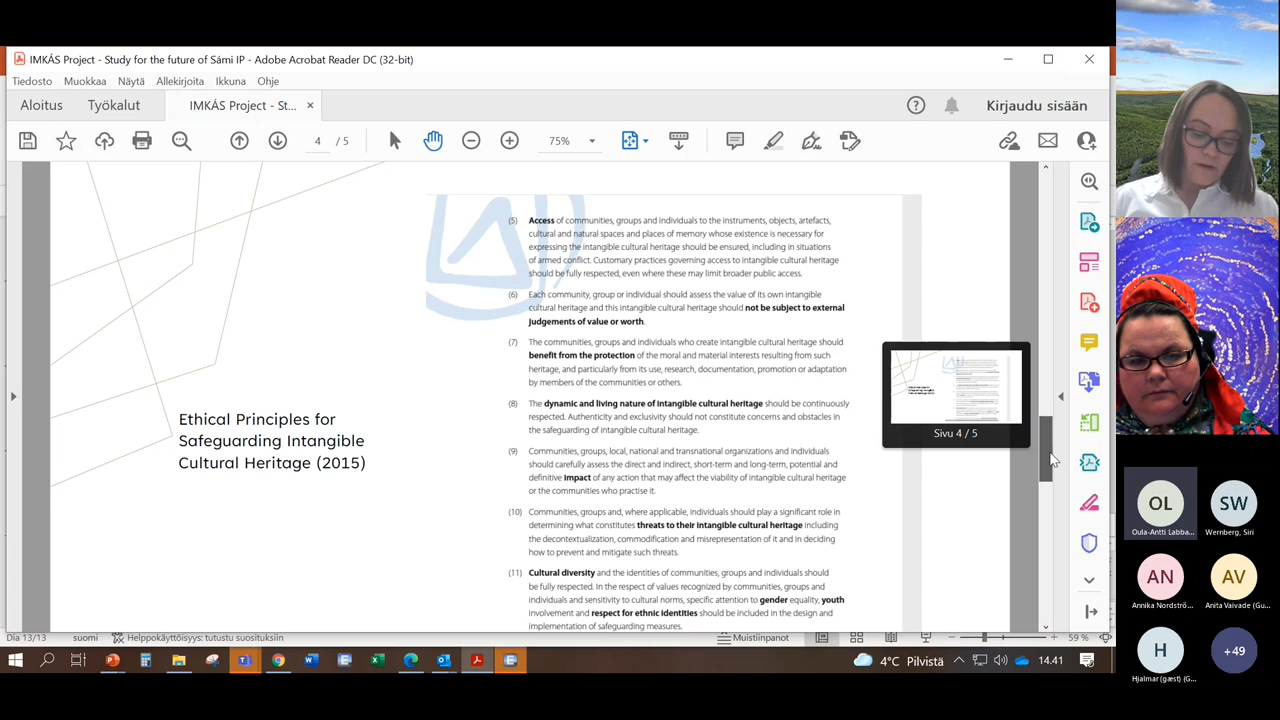 IMKÁS Project - Study for the future of Sámi IP - Adobe Acrobat Reader DC (32-bit)
Tiedosto Muokkaa Näytä Allekirjoita Ikkuna Ohje
Aloitus Työkalut IMKÁS Project - St... × Kirjaudu sisään
4 / 5 75%
(5) Access of communities, groups and individuals to the instruments, objects, artefacts,
cultural and natural spaces and places of memory whose existence is necessary for
expressing the intangible cultural heritage should be ensured, including in situations
of armed conflict. Customary practices governing access to intangible cultural heritage
should be fully respected, even where these may limit broader public access.
(6) Each community, group or individual should assess the value of its own intangible
cultural heritage and this intangible cultural heritage should not be subject to external
judgements of value or worth.
(7) The communities, groups and individuals who create intangible cultural heritage should
benefit from the protection of the moral and material interests resulting from such
heritage, and particularly from its use, research, documentation, promotion or adaptation
by members of the communities or others.
(8) The dynamic and living nature of intangible cultural heritage should be continuously
respected. Authenticity and exclusivity should not constitute concerns and obstacles in
the safeguarding of intangible cultural heritage.
(9) Communities, groups, local, national and transnational organizations and individuals
should carefully assess the direct and indirect, short-term and long-term, potential and
definitive impact of any action that may affect the viability of intangible cultural heritage
or the communities who practise it.
(10) Communities, groups and, where applicable, individuals should play a significant role in
determining what constitutes threats to their intangible cultural heritage including
the decontextualization, commodification and misrepresentation of it and in deciding
how to prevent and mitigate such threats.
(11) Cultural diversity and the identities of communities, groups and individuals should
be fully respected. In the respect of values recognized by communities, groups and
individuals and sensitivity to cultural norms, specific attention to gender equality, youth
involvement and respect for ethnic identities should be included in the design and
implementation of safeguarding measures.
Ethical Principles for
Safeguarding Intangible
Cultural Heritage (2015)
Sivu 4 / 5
Dia 13/13 suomi Helppokäyttöisyys: tutustu suosituksiin Muistiinpanot 59 %
4°C Pilvistä 14.41
OL SW
Oula-Antti Labba... Wernberg, Siri
AN AV
Annika Nordströ... Anita Vaivade (Gu...
H +49
Hjalmar (gæst) (G...